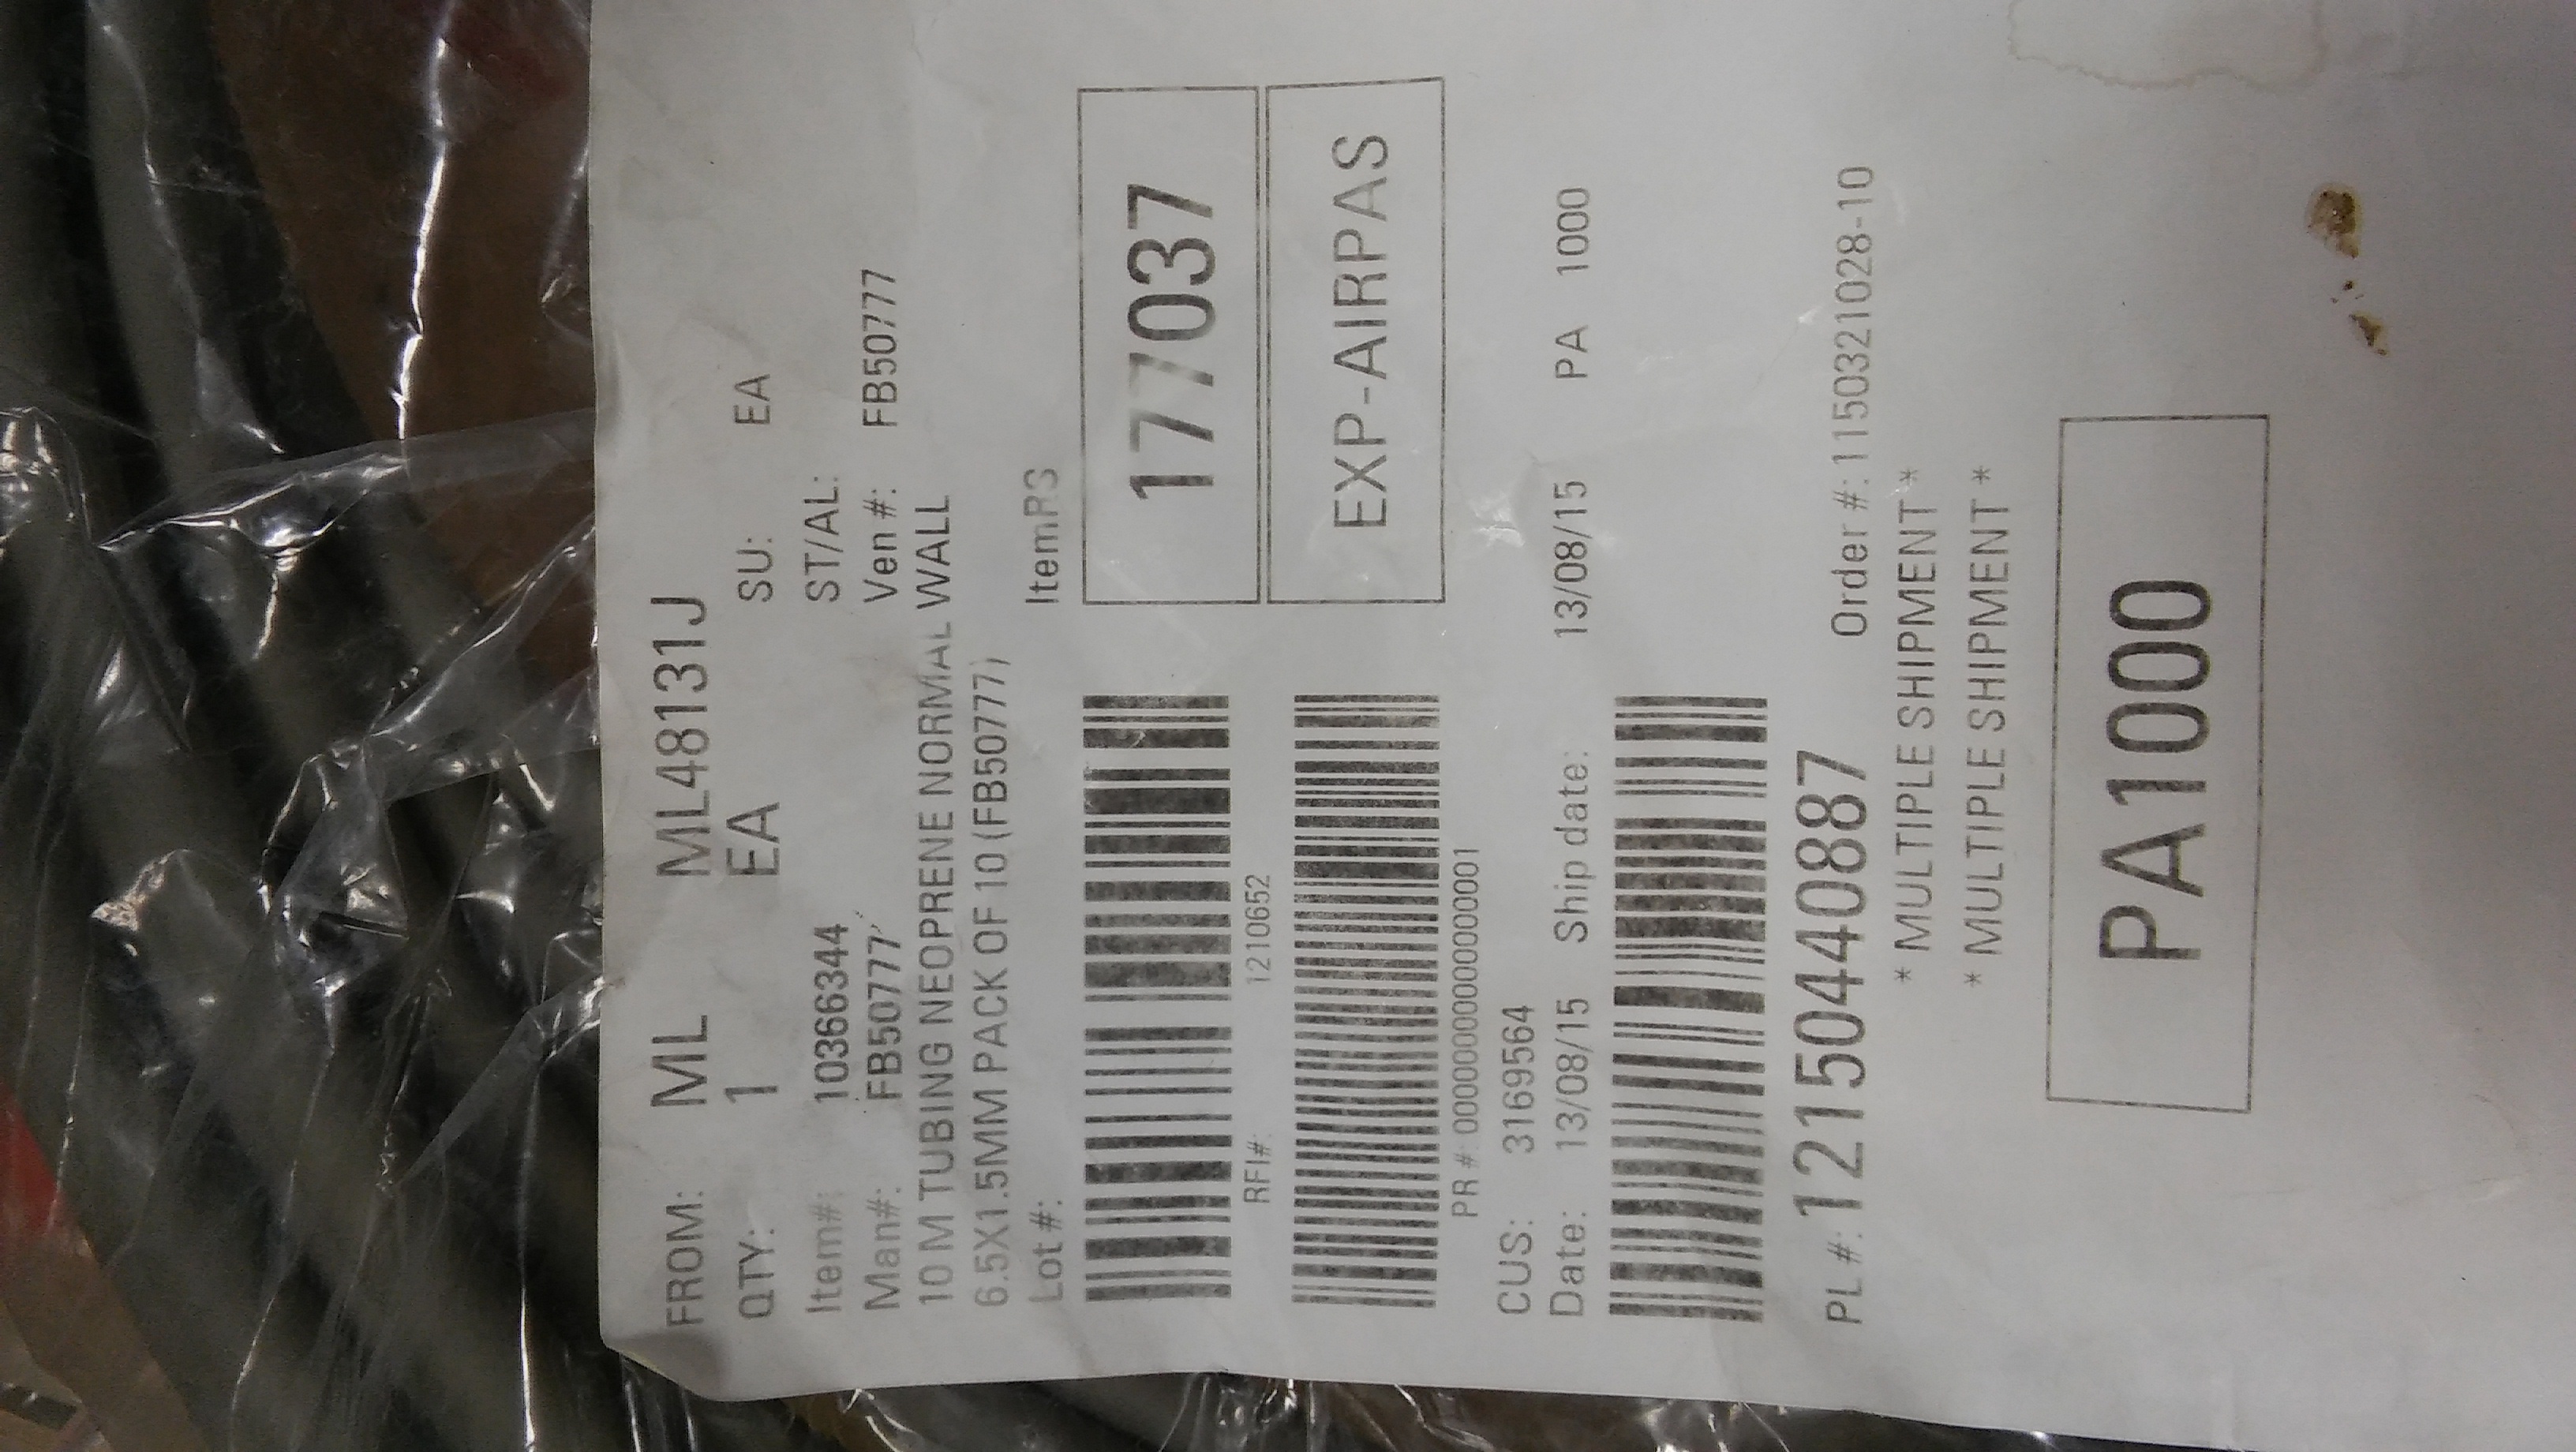 FROM: ML ML48131J
QTY: 1 EA SU: EA
Item#: 10366344 ST/AL:
Man#: FB50777 Ven #: FB50777
10 M TUBING NEOPRENE NORMAL WALL
6.5X1.5MM PACK OF 10 (FB50777)
Lot #: ItemRS
177037
RFI#: 1210652
EXP-AIRPAS
PR #: 00000000000000001
CUS: 3169564
Date: 13/08/15 Ship date: 13/08/15 PA 1000
PL #: 12150440887 Order #: 1150321028-10
* MULTIPLE SHIPMENT *
* MULTIPLE SHIPMENT *
PA1000